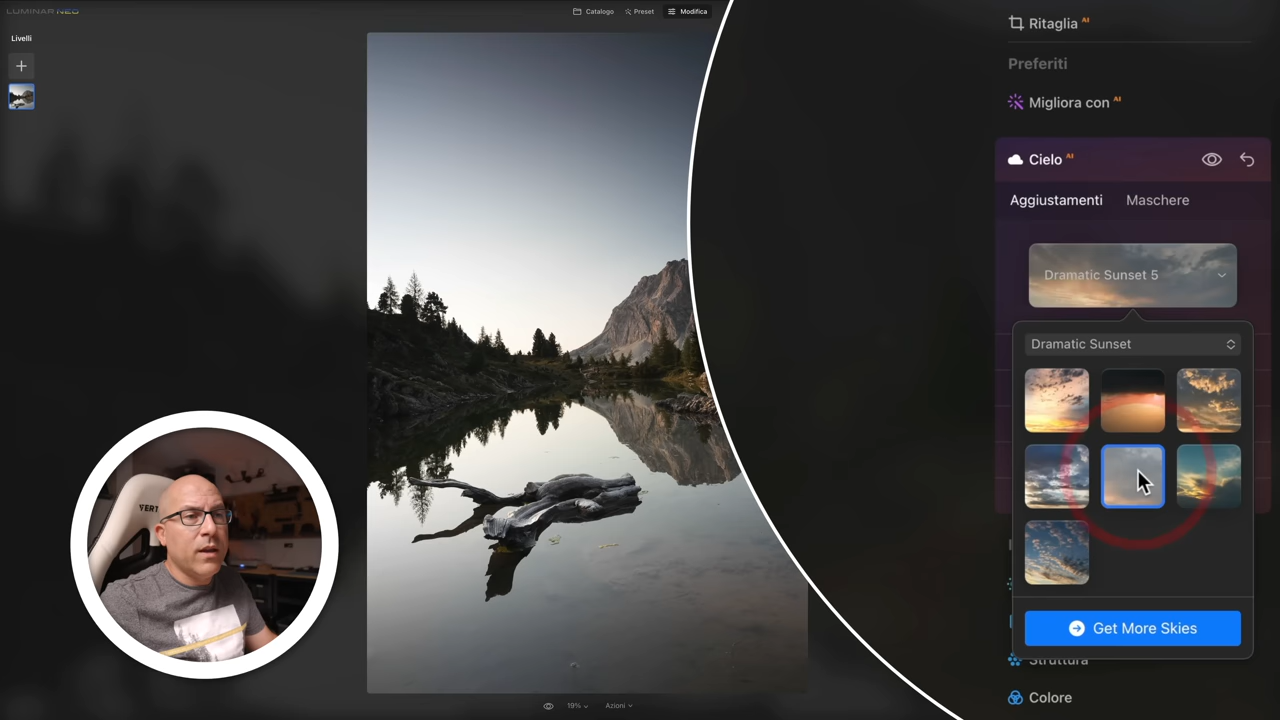 LUMINAR NEO
Catalogo
Preset
Modifica
Livelli
19%
Azioni
VERT
Ritaglia AI
Preferiti
Migliora con AI
Cielo AI
Aggiustamenti
Maschere
Dramatic Sunset 5
Dramatic Sunset
Get More Skies
Struttura
Colore